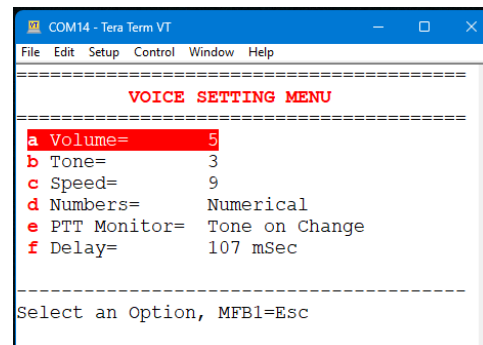 COM14 - Tera Term VT
File Edit Setup Control Window Help
========================================
VOICE SETTING MENU
========================================
a Volume= 5
b Tone= 3
c Speed= 9
d Numbers= Numerical
e PTT Monitor= Tone on Change
f Delay= 107 mSec
----------------------------------------
Select an Option, MFB1=Esc